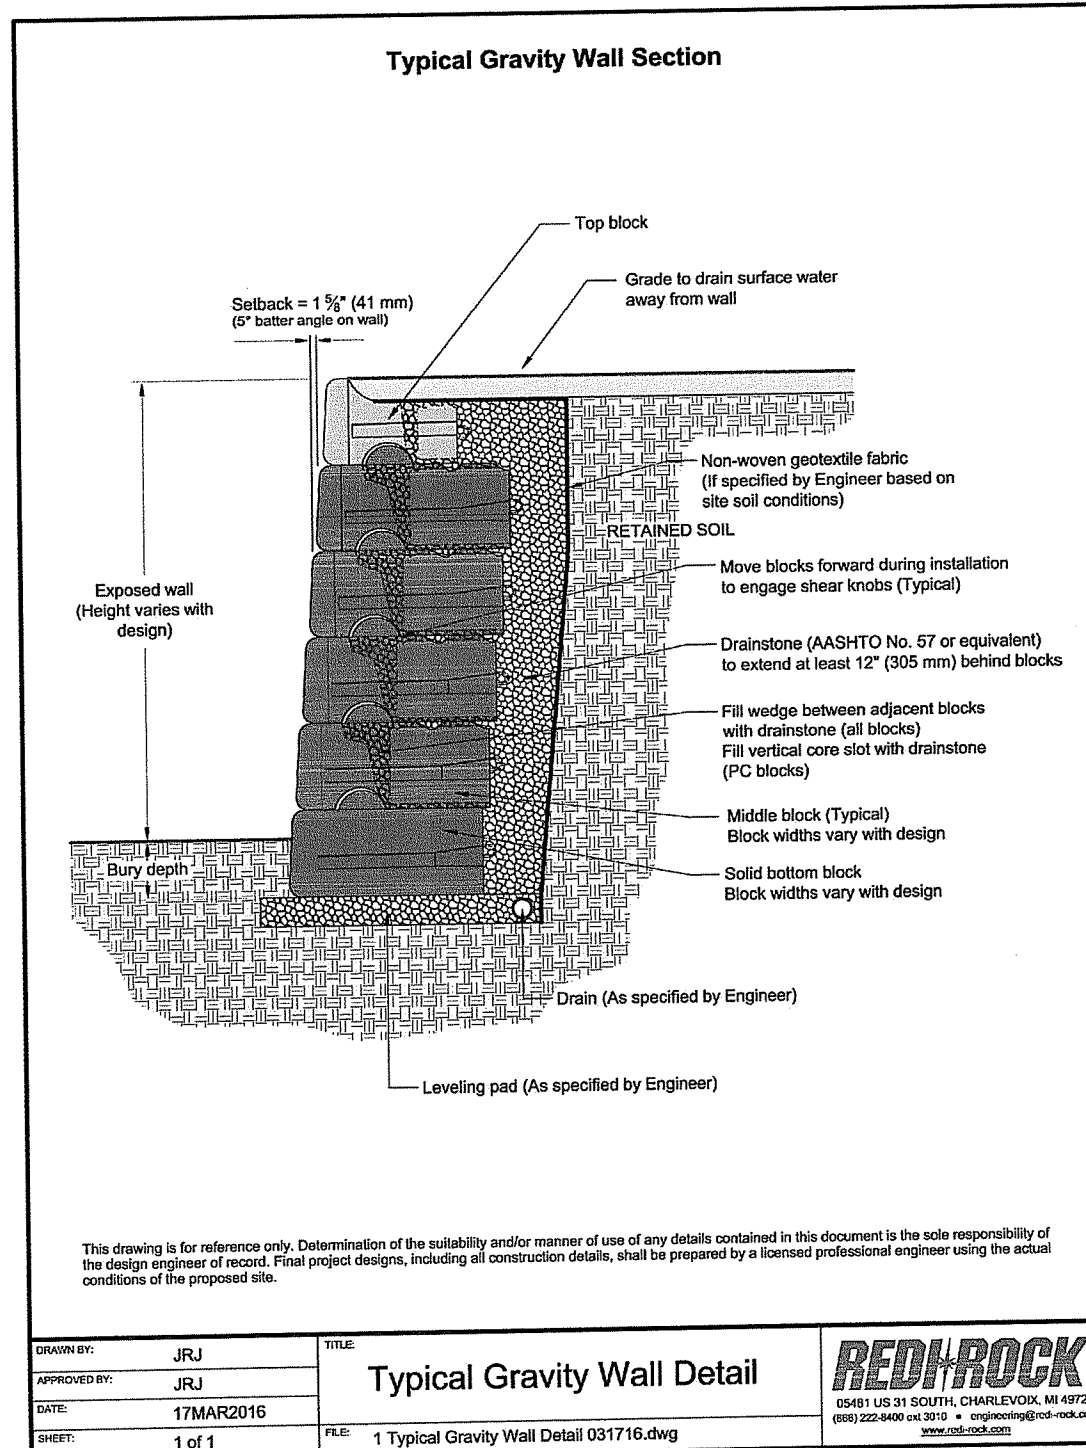 Typical Gravity Wall Section
Top block
Grade to drain surface water
away from wall
Setback = 1 5/8" (41 mm)
(5° batter angle on wall)
Non-woven geotextile fabric
(If specified by Engineer based on
site soil conditions)
RETAINED SOIL
Move blocks forward during installation
to engage shear knobs (Typical)
Exposed wall
(Height varies with
design)
Drainstone (AASHTO No. 57 or equivalent)
to extend at least 12" (305 mm) behind blocks
Fill wedge between adjacent blocks
with drainstone (all blocks)
Fill vertical core slot with drainstone
(PC blocks)
Middle block (Typical)
Block widths vary with design
Bury depth
Solid bottom block
Block widths vary with design
Drain (As specified by Engineer)
Leveling pad (As specified by Engineer)
This drawing is for reference only. Determination of the suitability and/or manner of use of any details contained in this document is the sole responsibility of
the design engineer of record. Final project designs, including all construction details, shall be prepared by a licensed professional engineer using the actual
conditions of the proposed site.
DRAWN BY: JRJ
APPROVED BY: JRJ
DATE: 17MAR2016
SHEET: 1 of 1
TITLE:
Typical Gravity Wall Detail
FILE: 1 Typical Gravity Wall Detail 031716.dwg
REDI ROCK
05481 US 31 SOUTH, CHARLEVOIX, MI 4972
(866) 222-8400 ext 3010 • engineering@redi-rock.co
www.redi-rock.com